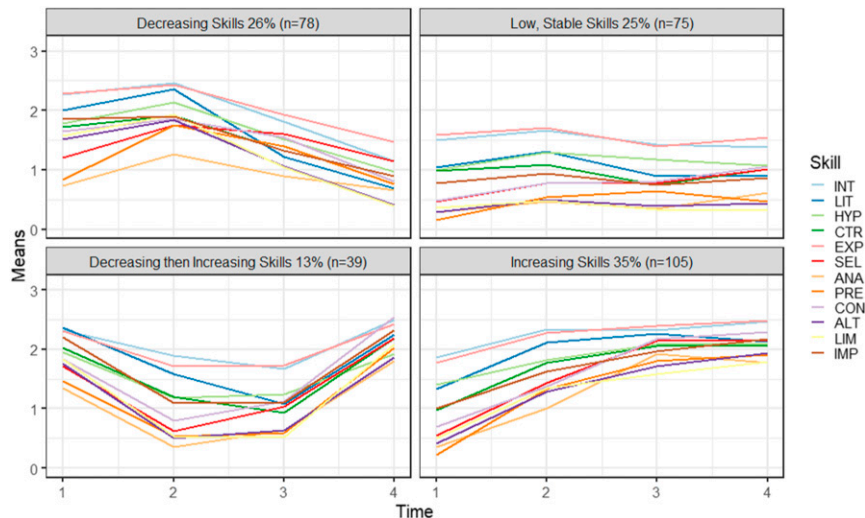 Decreasing Skills 26% (n=78)
Low, Stable Skills 25% (n=75)
3
2
1
0
Decreasing then Increasing Skills 13% (n=39)
Increasing Skills 35% (n=105)
3
2
1
0
Means
1 2 3 4
1 2 3 4
Time
Skill
INT
LIT
HYP
CTR
EXP
SEL
ANA
PRE
CON
ALT
LIM
IMP